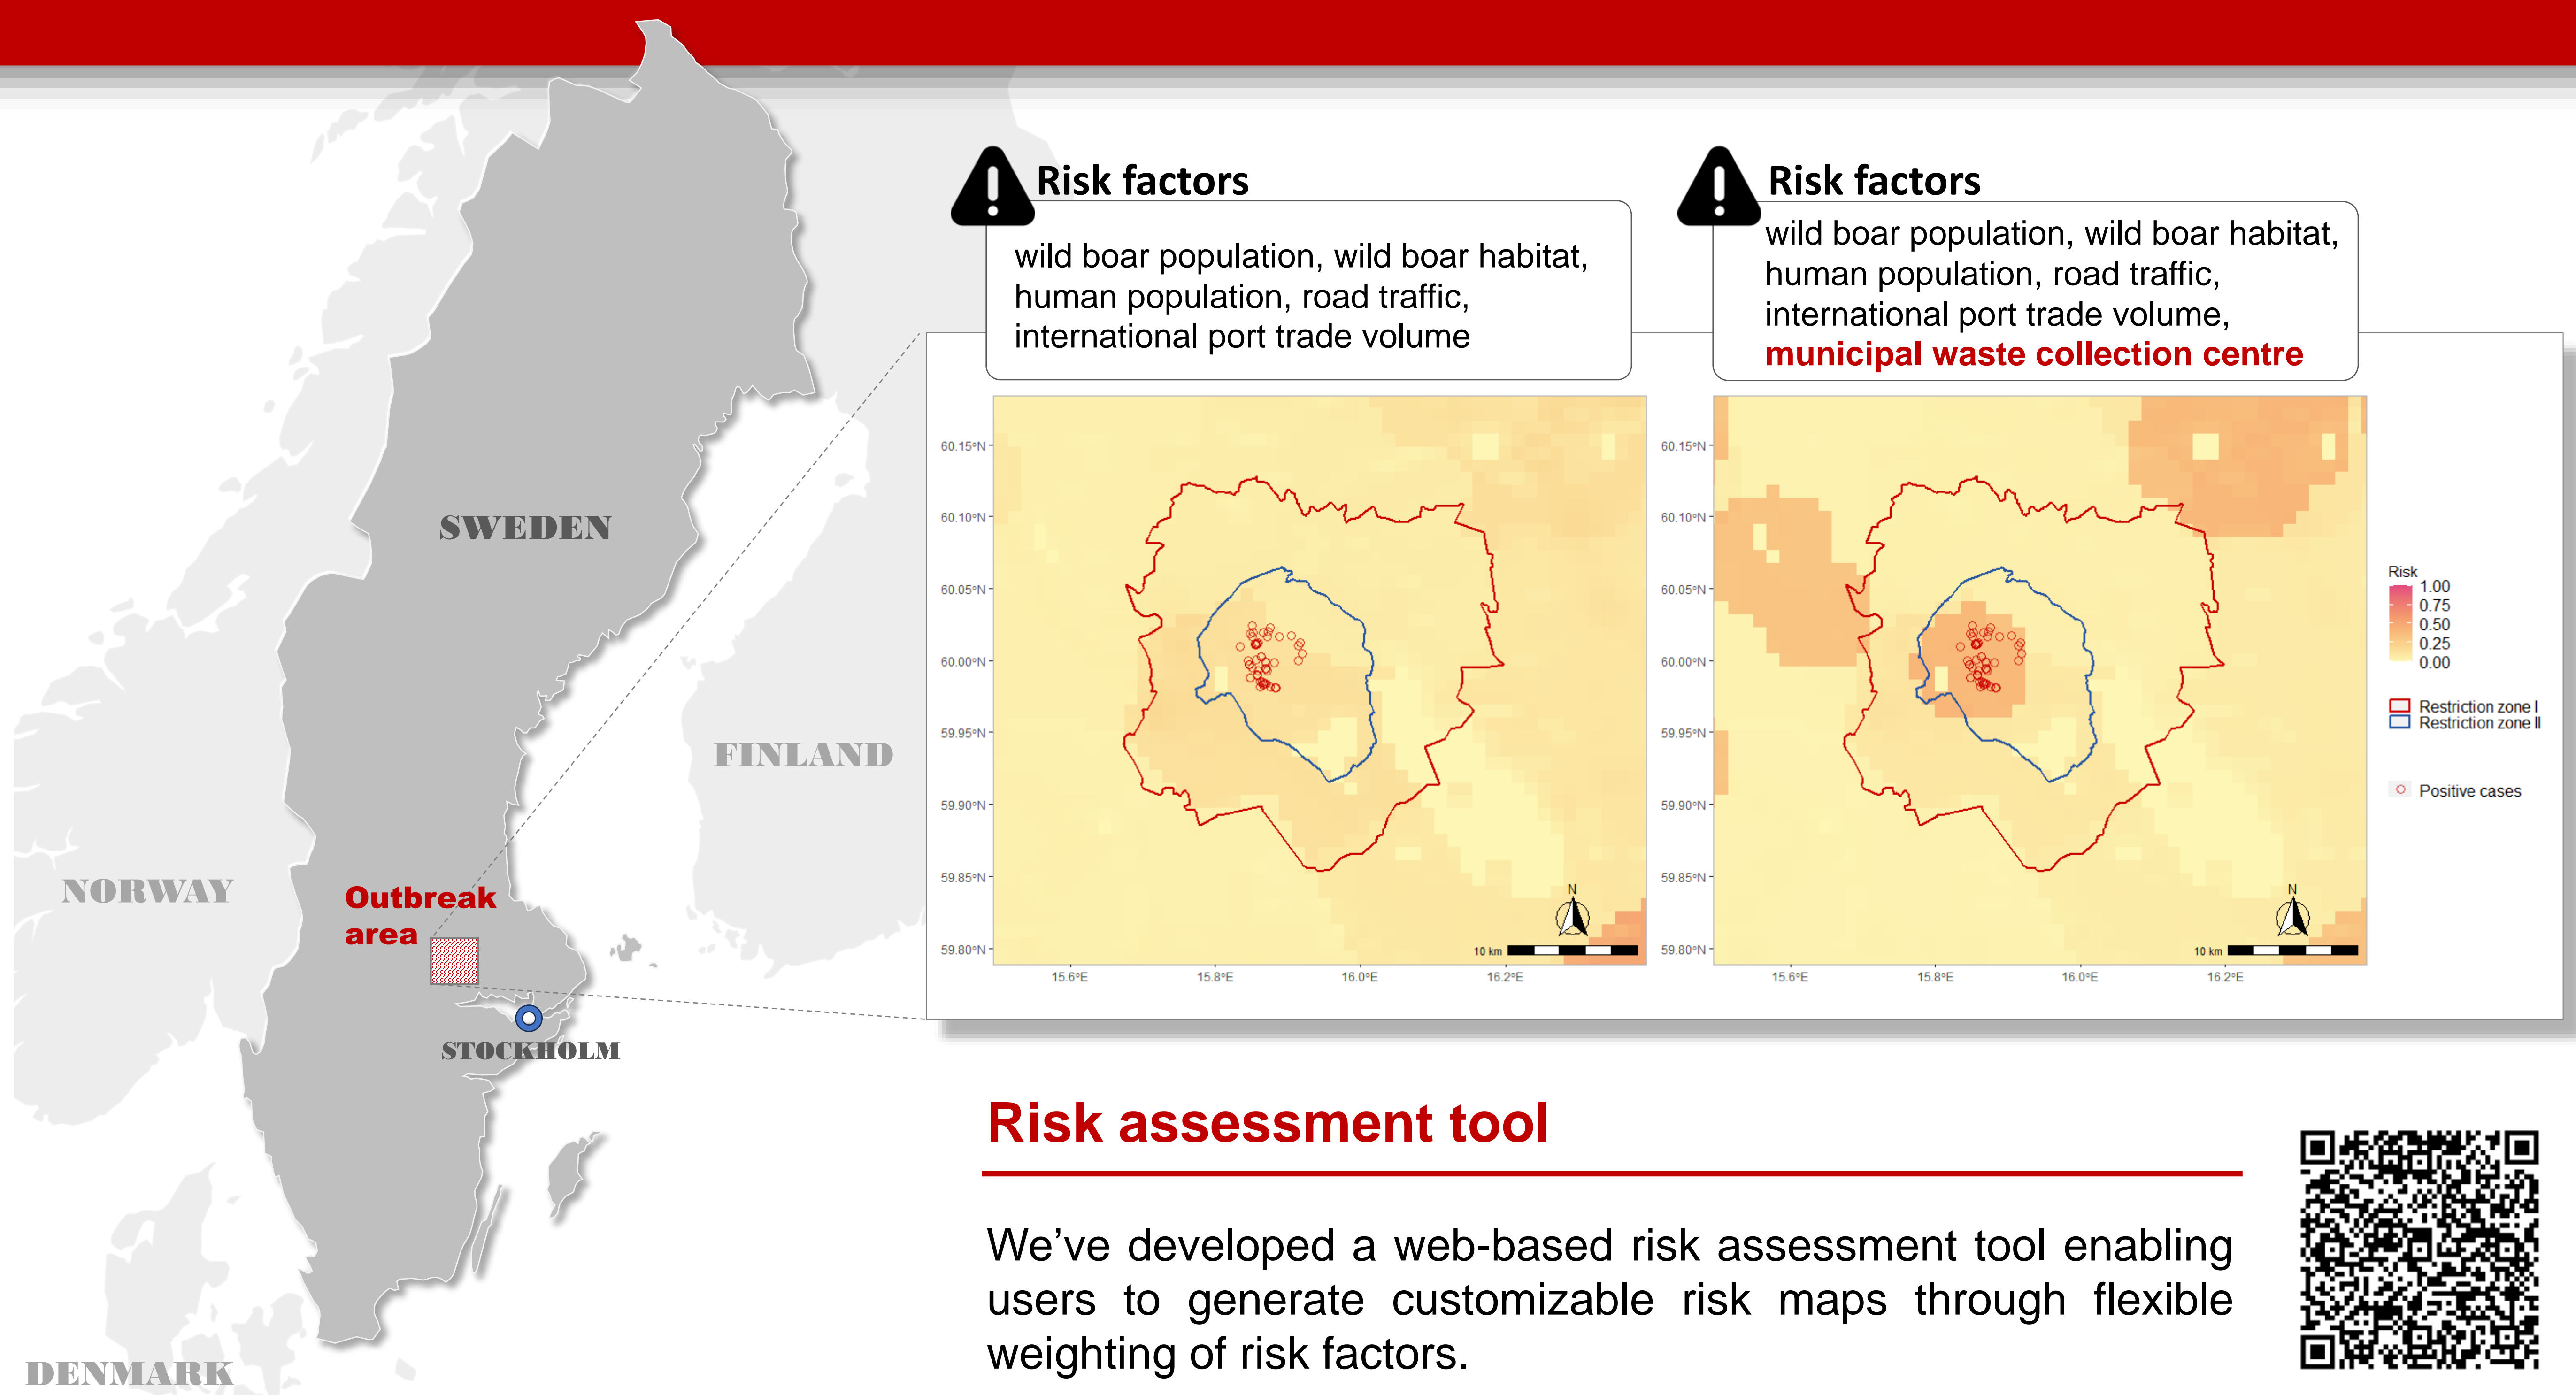 SWEDEN
FINLAND
NORWAY
Outbreak
area
STOCKHOLM
DENMARK
Risk factors
wild boar population, wild boar habitat,
human population, road traffic,
international port trade volume
Risk factors
wild boar population, wild boar habitat,
human population, road traffic,
international port trade volume,
municipal waste collection centre
60.15°N
60.10°N
60.05°N
60.00°N
59.95°N
59.90°N
59.85°N
59.80°N
15.6°E
15.8°E
16.0°E
16.2°E
N
10 km
60.15°N
60.10°N
60.05°N
60.00°N
59.95°N
59.90°N
59.85°N
59.80°N
15.6°E
15.8°E
16.0°E
16.2°E
N
10 km
Risk
1.00
0.75
0.50
0.25
0.00
Restriction zone I
Restriction zone II
Positive cases
Risk assessment tool
We’ve developed a web-based risk assessment tool enabling
users to generate customizable risk maps through flexible
weighting of risk factors.